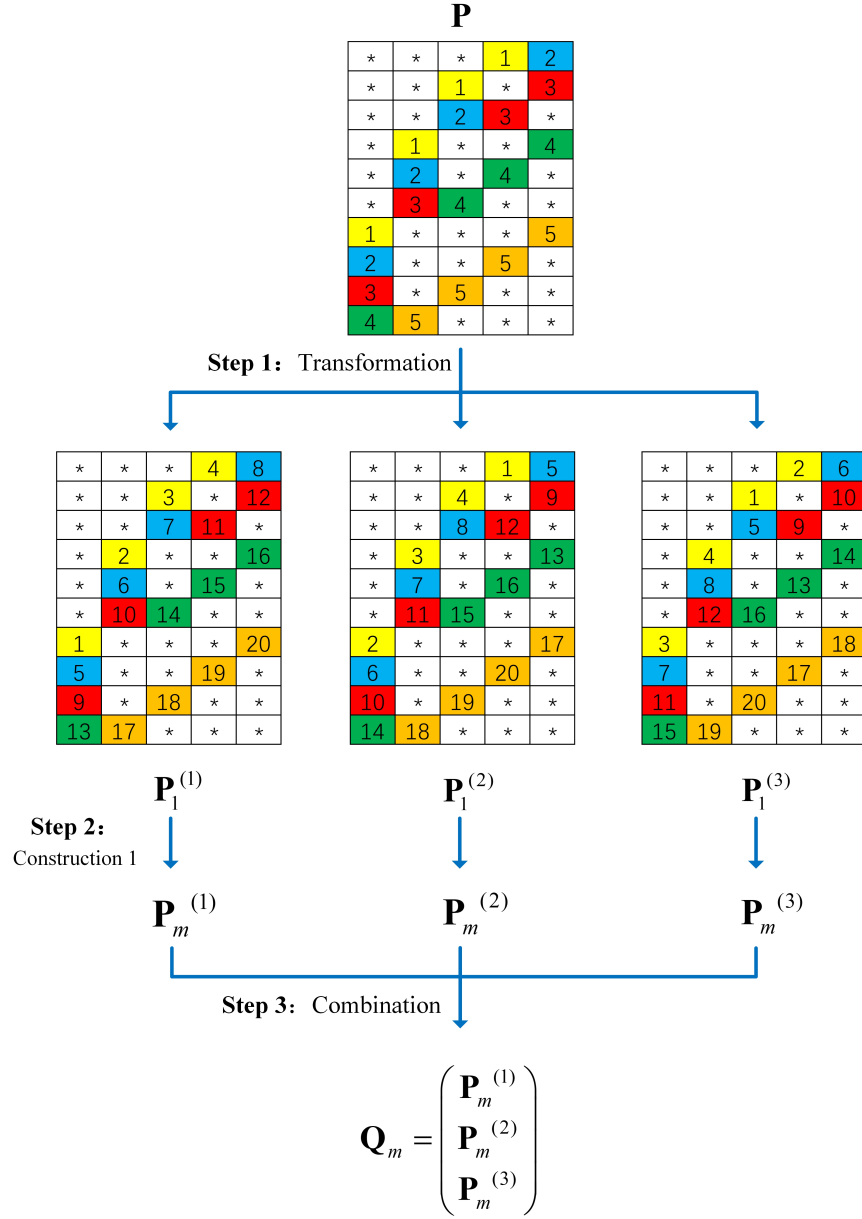 P
* * * 1 2
* * 1 * 3
* * 2 3 *
* 1 * * 4
* 2 * 4 *
* 3 4 * *
1 * * * 5
2 * * 5 *
3 * 5 * *
4 5 * * *
Step 1： Transformation
* * * 4 8 * * * 1 5 * * * 2 6
* * 3 * 12 * * 4 * 9 * * 1 * 10
* * 7 11 * * * 8 12 * * * 5 9 *
* 2 * * 16 * 3 * * 13 * 4 * * 14
* 6 * 15 * * 7 * 16 * * 8 * 13 *
* 10 14 * * * 11 15 * * * 12 16 * *
1 * * * 20 2 * * * 17 3 * * * 18
5 * * 19 * 6 * * 20 * 7 * * 17 *
9 * 18 * * 10 * 19 * * 11 * 20 * *
13 17 * * * 14 18 * * * 15 19 * * *
P₁⁽¹⁾ P₁⁽²⁾ P₁⁽³⁾
Step 2：
Construction 1
Pₘ⁽¹⁾ Pₘ⁽²⁾ Pₘ⁽³⁾
Step 3： Combination
Pₘ⁽¹⁾
Qₘ = ( Pₘ⁽²⁾ )
Pₘ⁽³⁾